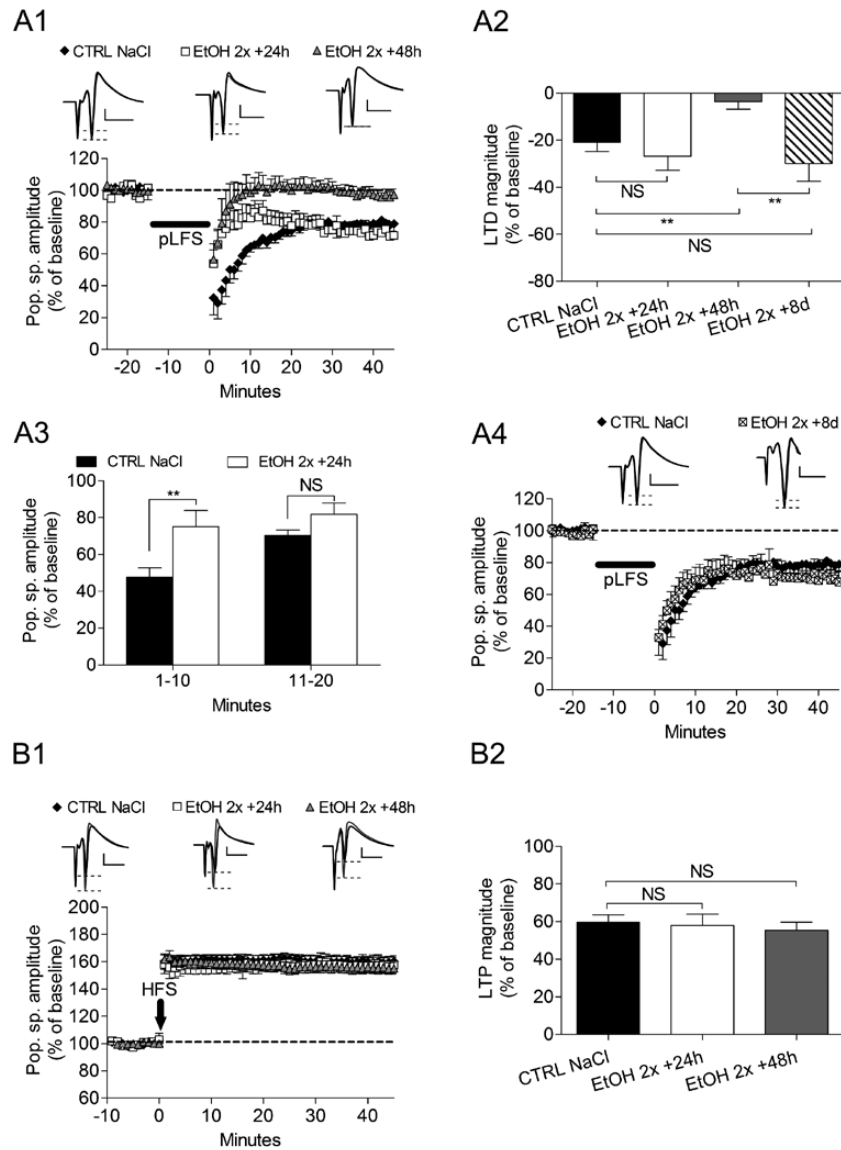 A1
◆ CTRL NaCl □ EtOH 2x +24h ▲ EtOH 2x +48h
Pop. sp. amplitude
(% of baseline)
120
100
80
60
40
20
0
pLFS
-20 -10 0 10 20 30 40
Minutes
A2
LTD magnitude
(% of baseline)
0
-20
-40
-60
-80
NS
**
**
NS
CTRL NaCl
EtOH 2x +24h
EtOH 2x +48h
EtOH 2x +8d
A3
CTRL NaCl EtOH 2x +24h
Pop. sp. amplitude
(% of baseline)
100
80
60
40
20
0
**
NS
1-10 11-20
Minutes
A4
◆ CTRL NaCl ⊠ EtOH 2x +8d
Pop. sp. amplitude
(% of baseline)
120
100
80
60
40
20
0
pLFS
-20 -10 0 10 20 30 40
Minutes
B1
◆ CTRL NaCl □ EtOH 2x +24h ▲ EtOH 2x +48h
Pop. sp. amplitude
(% of baseline)
200
180
160
140
120
100
80
60
HFS
-10 0 10 20 30 40
Minutes
B2
LTP magnitude
(% of baseline)
100
80
60
40
20
0
NS
NS
CTRL NaCl
EtOH 2x +24h
EtOH 2x +48h